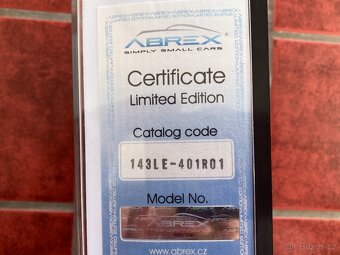 ABREX
SIMPLY SMALL CARS
Certificate
Limited Edition
Catalog code
143LE-401R01
Model No.
www.abrex.cz